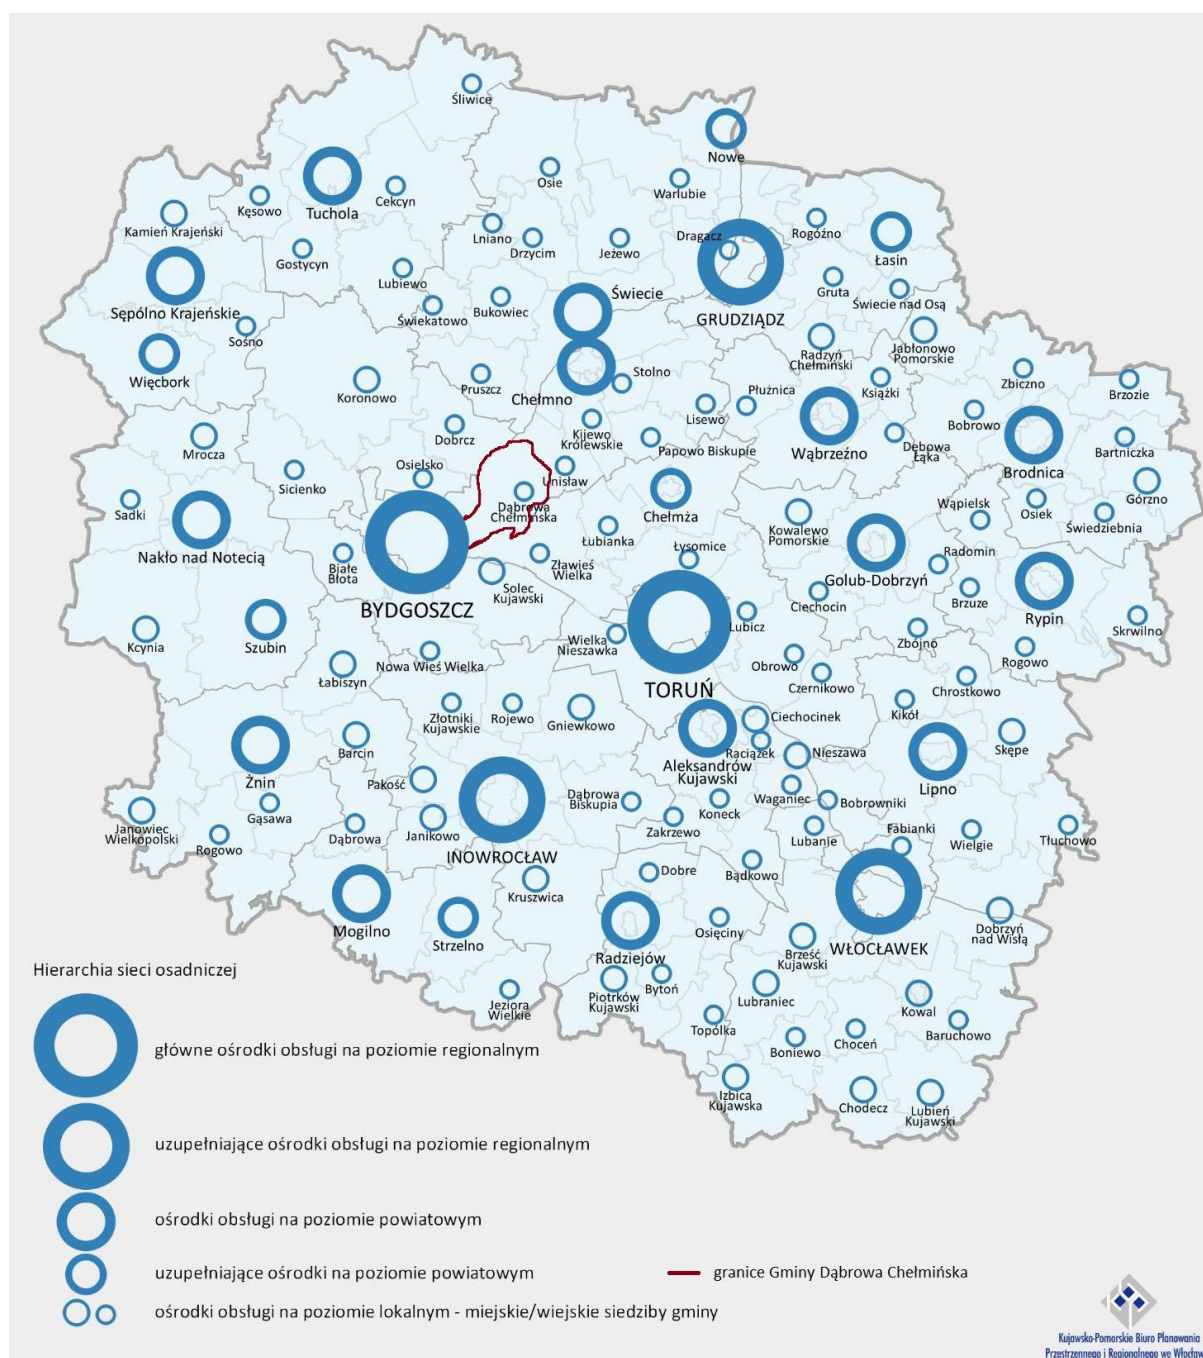 Śliwice
Nowe
Osie
Warlubie
Tuchola
Cekcyn
Kęsowo
Kamień Krajeński
Lniano
Drzycim
Jeżewo
Dragacz
Rogóźno
Łasin
Gostycyn
Lubiewo
Świecie
Gruta
Świecie nad Osą
Sępólno Krajeńskie
Świekatowo
Bukowiec
GRUDZIĄDZ
Sośno
Radzyń
Chełmiński
Jabłonowo
Pomorskie
Więcbork
Koronowo
Pruszcz
Chełmno
Stolno
Płużnica
Książki
Zbiczno
Brzozie
Lisewo
Dobrcz
Kijewo
Królewskie
Papowo Biskupie
Wąbrzeźno
Dębowa
Łąka
Bobrowo
Brodnica
Bartniczka
Mrocza
Sicienko
Osielsko
Unisław
Dąbrowa
Chełmińska
Chełmża
Wąpielsk
Osiek
Górzno
Świedziebnia
Sadki
Nakło nad Notecią
Łubianka
Kowalewo
Pomorskie
Białe
Błota
Zławieś
Wielka
Łysomice
Golub-Dobrzyń
Radomin
Solec
Kujawski
BYDGOSZCZ
Ciechocin
Brzuze
Rypin
Kcynia
Szubin
Wielka
Nieszawka
Lubicz
Zbójno
Skrwilno
Rogowo
Nowa Wieś Wielka
Łabiszyn
TORUŃ
Obrowo
Czernikowo
Chrostkowo
Złotniki
Kujawskie
Rojewo
Gniewkowo
Ciechocinek
Kikół
Skępe
Barcin
Raciążek
Nieszawa
Żnin
Pakość
Aleksandrów
Kujawski
Lipno
Waganiec
Bobrowniki
Dąbrowa
Biskupia
Koneck
Gąsawa
Janowiec
Wielkopolski
Rogowo
Dąbrowa
Janikowo
Zakrzewo
Lubanie
Fabianki
Wielgie
Tłuchowo
INOWROCŁAW
Kruszwica
Dobre
Bądkowo
Mogilno
Strzelno
Radziejów
Osięciny
Brześć
Kujawski
WŁOCŁAWEK
Dobrzyń
nad Wisłą
Jeziora
Wielkie
Piotrków
Kujawski
Bytoń
Lubraniec
Kowal
Topólka
Boniewo
Choceń
Baruchowo
Izbica
Kujawska
Chodecz
Lubień
Kujawski
Hierarchia sieci osadniczej
główne ośrodki obsługi na poziomie regionalnym
uzupełniające ośrodki obsługi na poziomie regionalnym
ośrodki obsługi na poziomie powiatowym
uzupełniające ośrodki na poziomie powiatowym
ośrodki obsługi na poziomie lokalnym - miejskie/wiejskie siedziby gminy
granice Gminy Dąbrowa Chełmińska
Kujawsko-Pomorskie Biuro Planowania
Przestrzennego i Regionalnego we Włocław